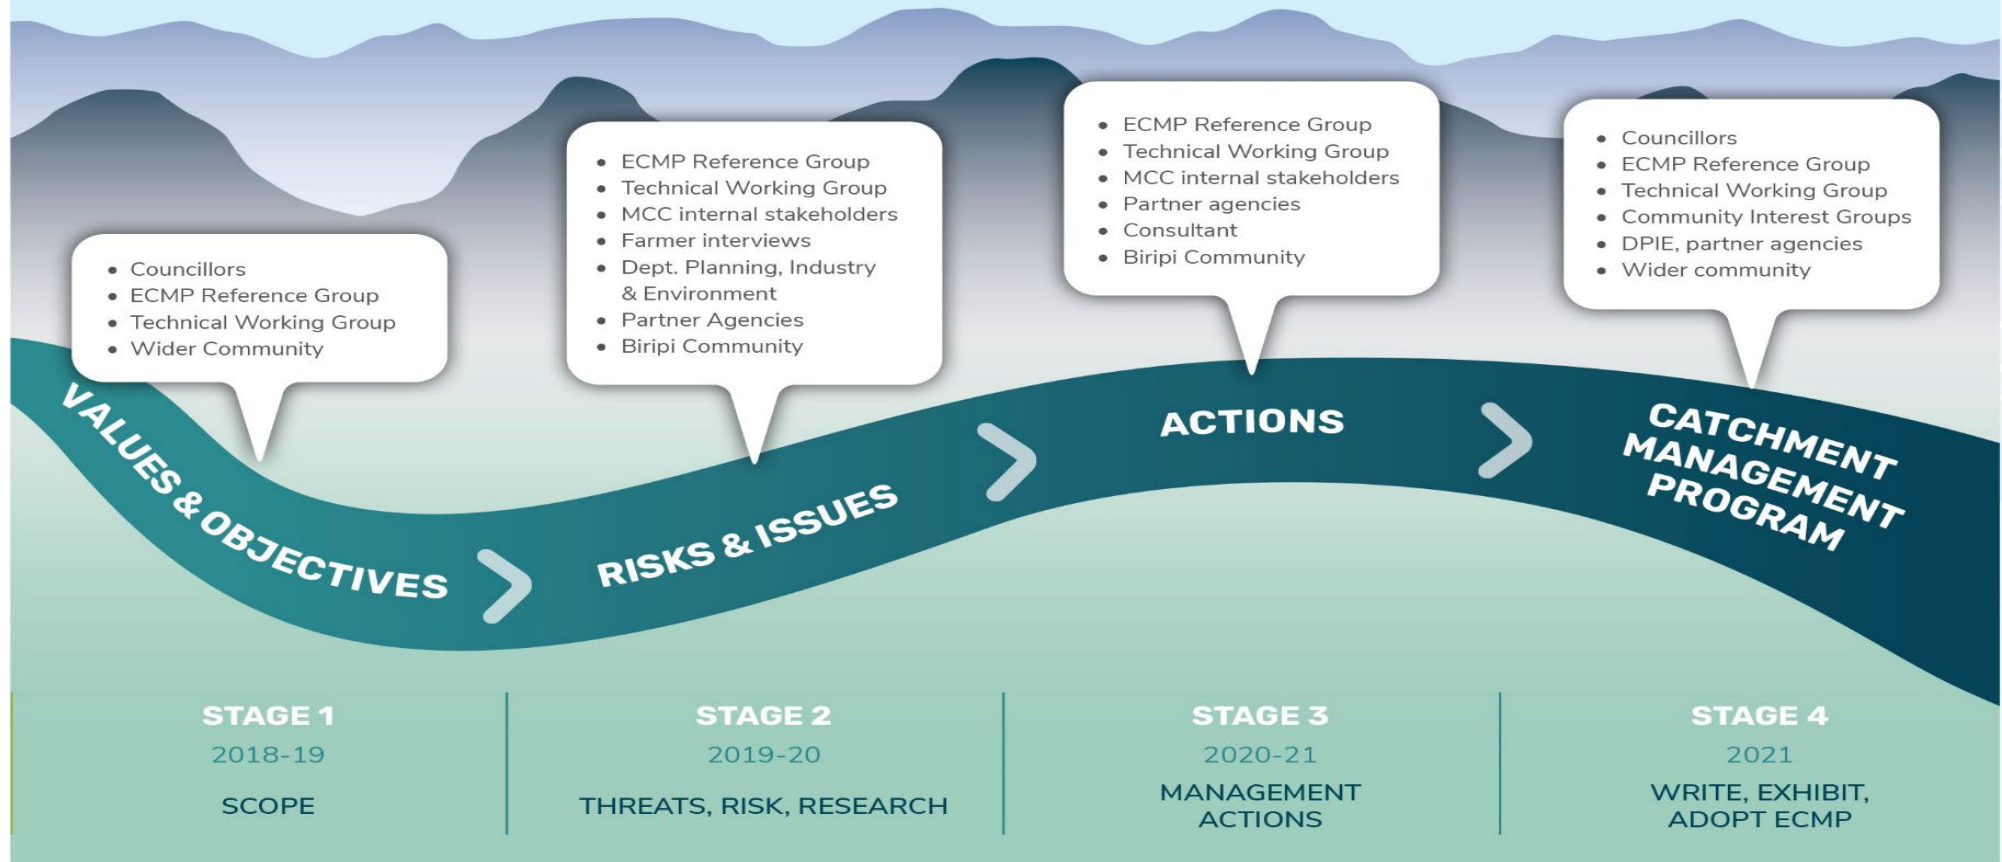 • Councillors
• ECMP Reference Group
• Technical Working Group
• Wider Community
VALUES & OBJECTIVES
• ECMP Reference Group
• Technical Working Group
• MCC internal stakeholders
• Farmer interviews
• Dept. Planning, Industry
& Environment
• Partner Agencies
• Biripi Community
RISKS & ISSUES
• ECMP Reference Group
• Technical Working Group
• MCC internal stakeholders
• Partner agencies
• Consultant
• Biripi Community
ACTIONS
• Councillors
• ECMP Reference Group
• Technical Working Group
• Community Interest Groups
• DPIE, partner agencies
• Wider community
CATCHMENT
MANAGEMENT
PROGRAM
STAGE 1
2018-19
SCOPE
STAGE 2
2019-20
THREATS, RISK, RESEARCH
STAGE 3
2020-21
MANAGEMENT
ACTIONS
STAGE 4
2021
WRITE, EXHIBIT,
ADOPT ECMP